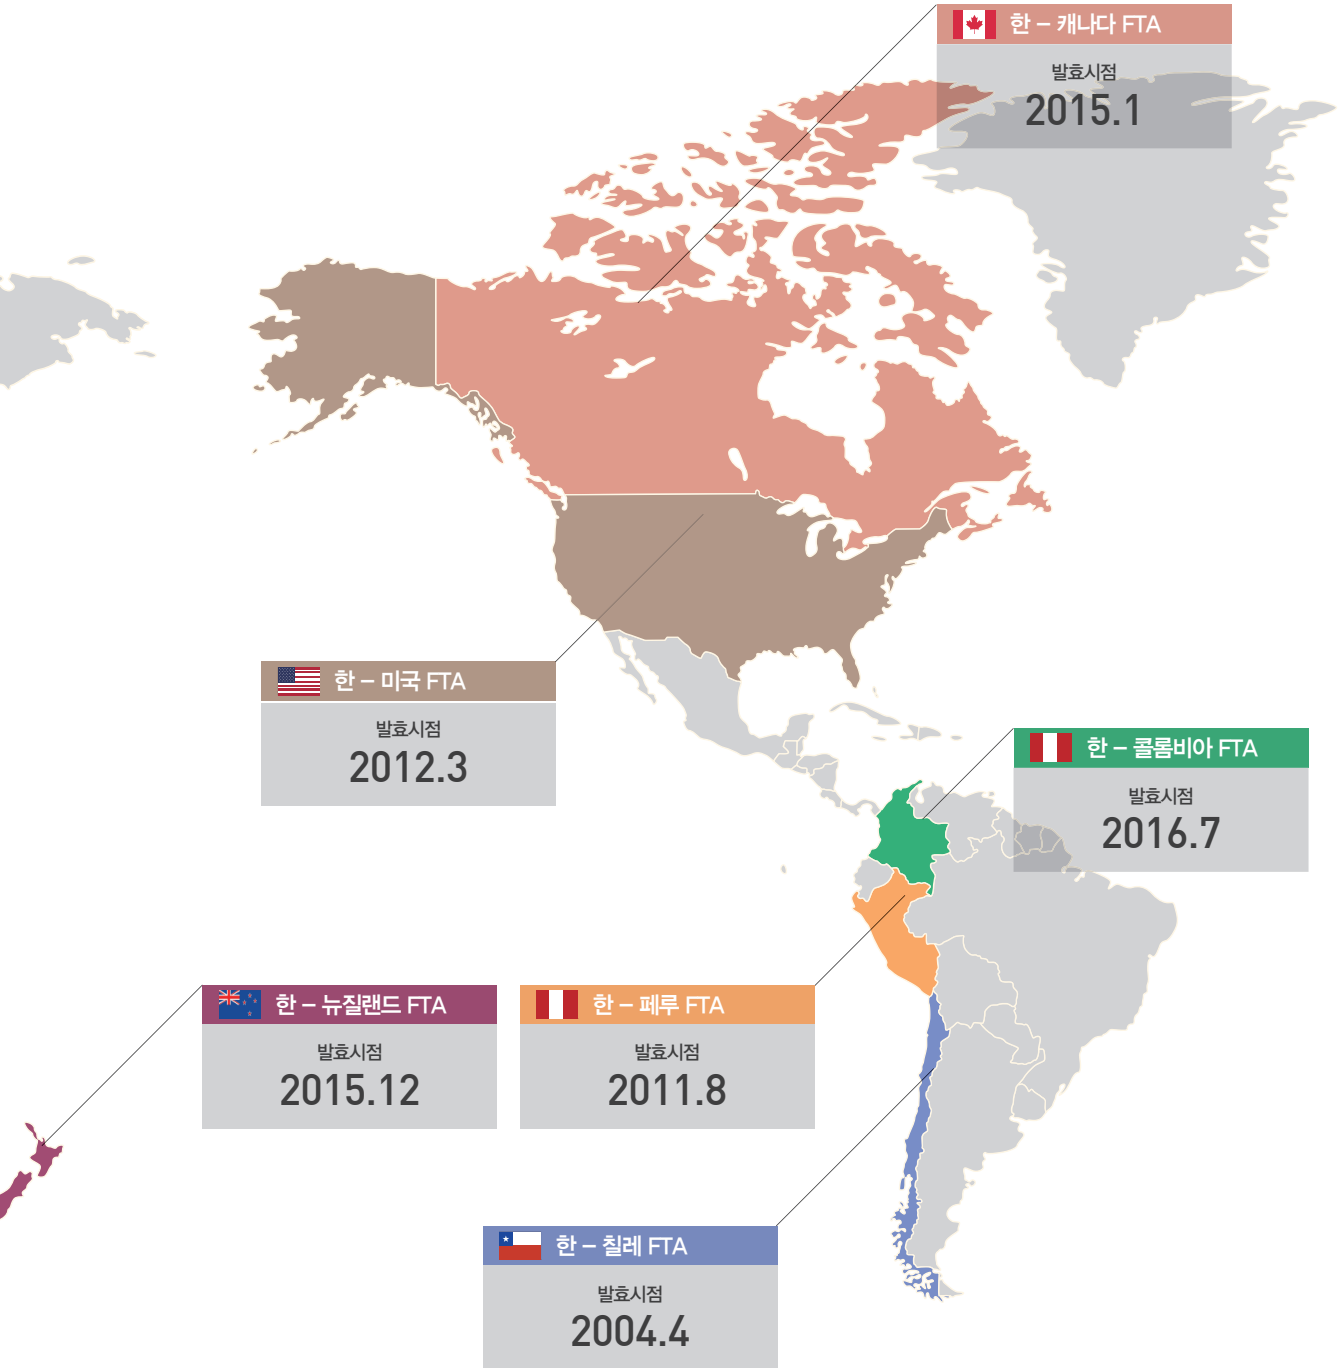 한 – 캐나다 FTA
발효시점
2015.1
한 – 미국 FTA
발효시점
2012.3
한 – 콜롬비아 FTA
발효시점
2016.7
한 – 뉴질랜드 FTA
발효시점
2015.12
한 – 페루 FTA
발효시점
2011.8
한 – 칠레 FTA
발효시점
2004.4